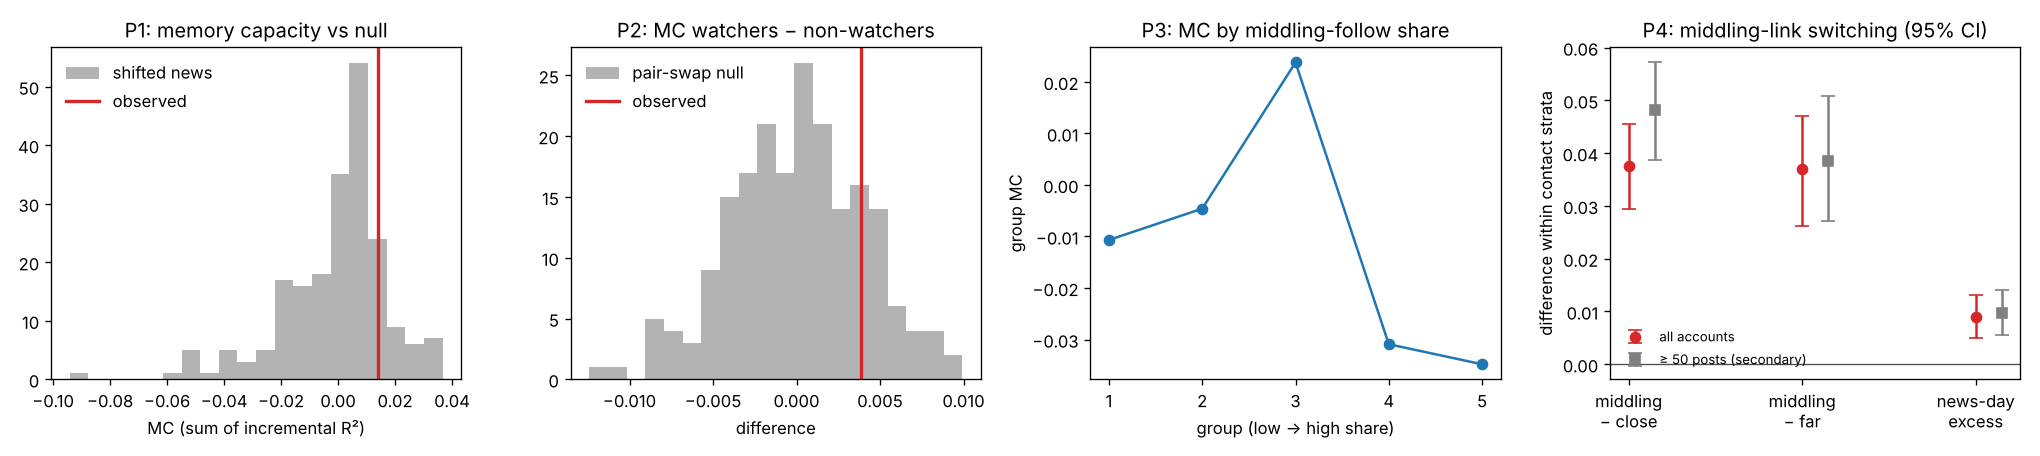 P1: memory capacity vs null
shifted news
observed
50
40
30
20
10
0
−0.10 −0.08 −0.06 −0.04 −0.02 0.00 0.02 0.04
MC (sum of incremental R²)
P2: MC watchers − non-watchers
pair-swap null
observed
25
20
15
10
5
0
−0.010 −0.005 0.000 0.005 0.010
difference
P3: MC by middling-follow share
group MC
0.02
0.01
0.00
−0.01
−0.02
−0.03
1 2 3 4 5
group (low → high share)
P4: middling-link switching (95% CI)
difference within contact strata
0.06
0.05
0.04
0.03
0.02
0.01
0.00
all accounts
≥ 50 posts (secondary)
middling
− close
middling
− far
news-day
excess